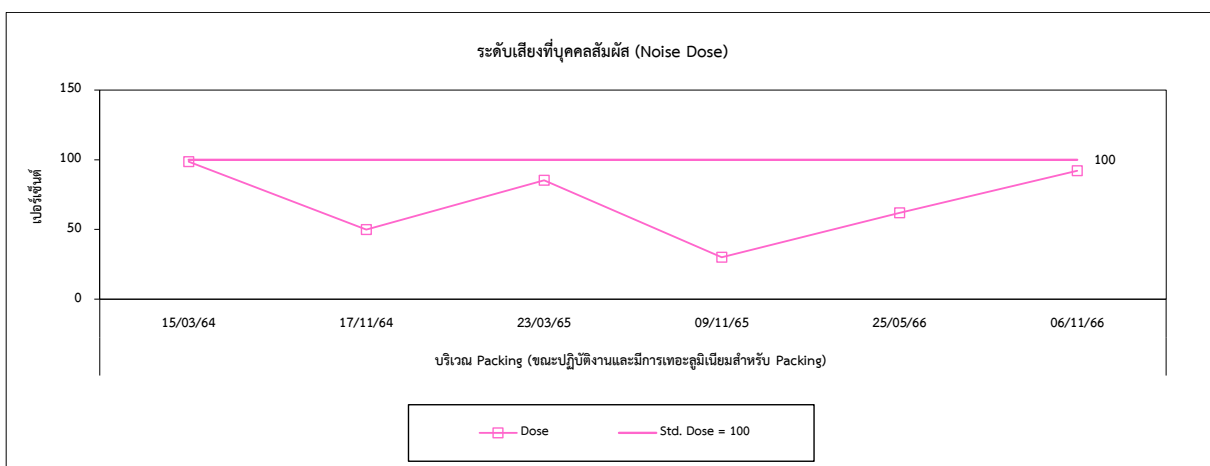 ระดับเสียงที่บุคคลสัมผัส (Noise Dose)
150
100
50
0
เปอร์เซ็นต์
100
15/03/64 17/11/64 23/03/65 09/11/65 25/05/66 06/11/66
บริเวณ Packing (ขณะปฏิบัติงานและมีการเทอะลูมิเนียมสำหรับ Packing)
Dose Std. Dose = 100